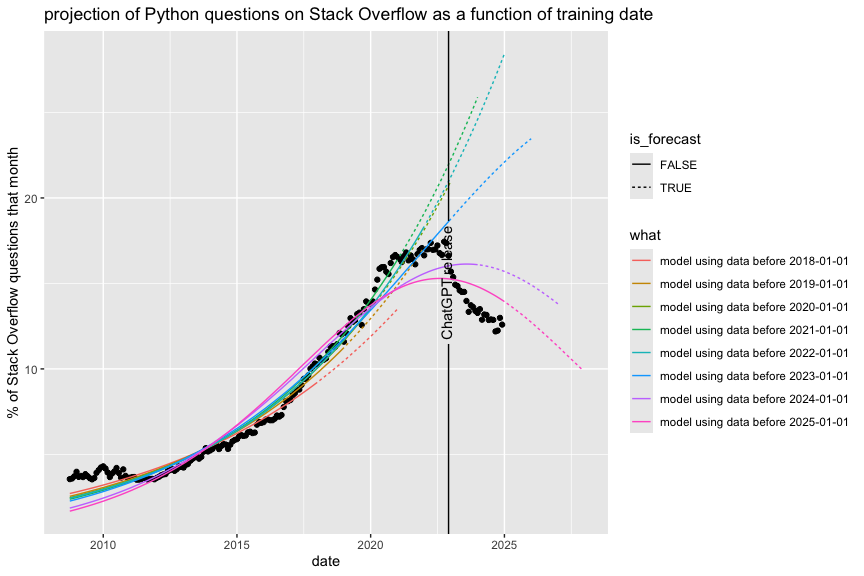 projection of Python questions on Stack Overflow as a function of training date
% of Stack Overflow questions that month
20
10
ChatGPT release
2010
2015
2020
2025
date
is_forecast
FALSE
TRUE
what
model using data before 2018-01-01
model using data before 2019-01-01
model using data before 2020-01-01
model using data before 2021-01-01
model using data before 2022-01-01
model using data before 2023-01-01
model using data before 2024-01-01
model using data before 2025-01-01